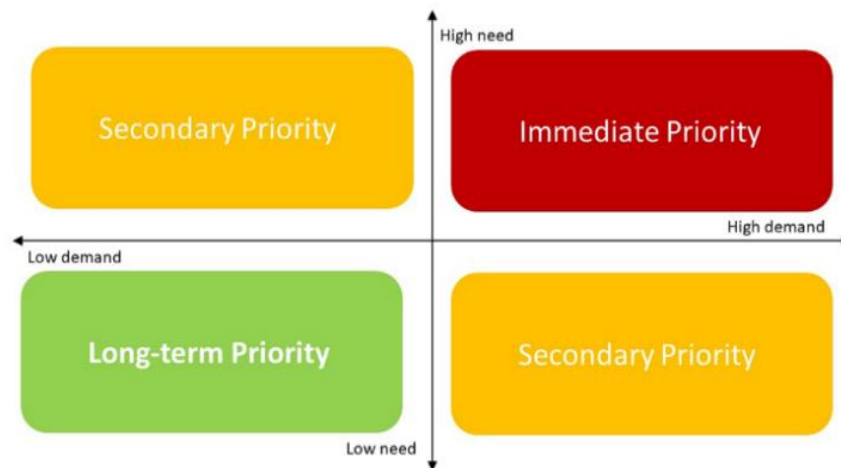 High need
Secondary Priority
Immediate Priority
High demand
Low demand
Long-term Priority
Secondary Priority
Low need